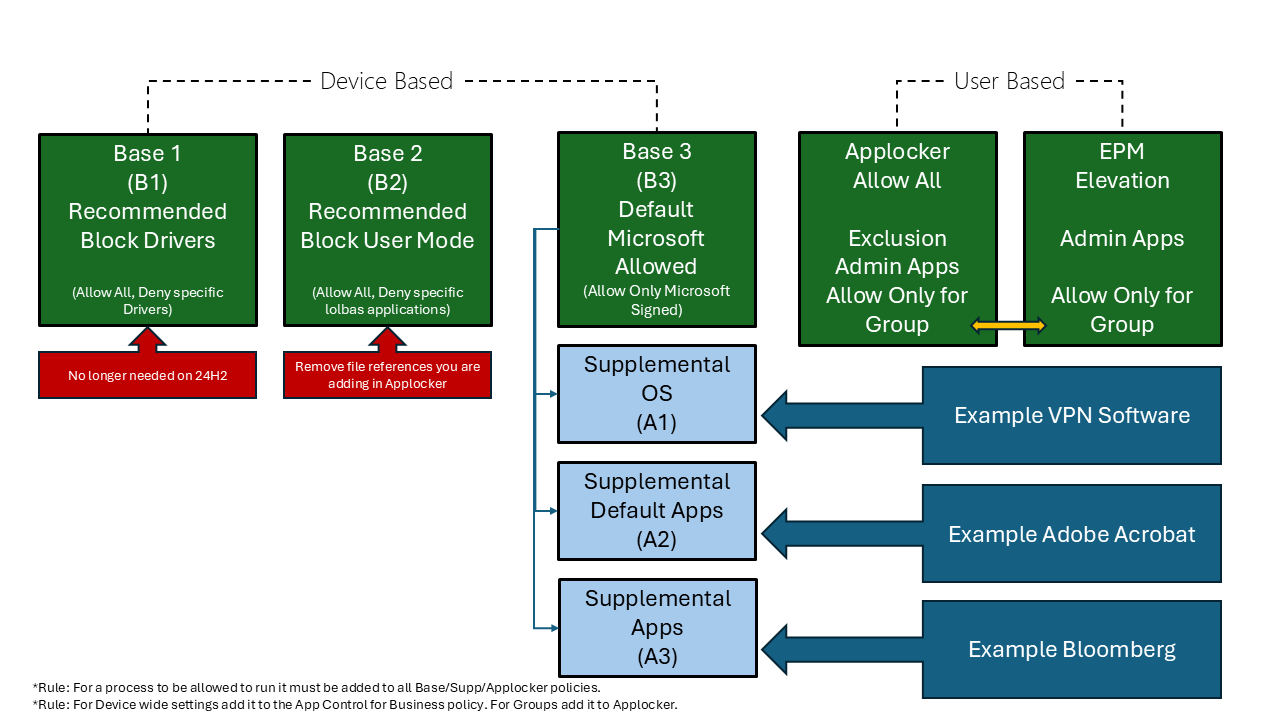 Device Based
User Based
Base 1
(B1)
Recommended
Block Drivers
(Allow All, Deny specific
Drivers)
No longer needed on 24H2
Base 2
(B2)
Recommended
Block User Mode
(Allow All, Deny specific
lolbas applications)
Remove file references you are
adding in Applocker
Base 3
(B3)
Default
Microsoft
Allowed
(Allow Only Microsoft
Signed)
Applocker
Allow All
Exclusion
Admin Apps
Allow Only for
Group
EPM
Elevation
Admin Apps
Allow Only for
Group
Supplemental
OS
(A1)
Example VPN Software
Supplemental
Default Apps
(A2)
Example Adobe Acrobat
Supplemental
Apps
(A3)
Example Bloomberg
*Rule: For a process to be allowed to run it must be added to all Base/Supp/Applocker policies.
*Rule: For Device wide settings add it to the App Control for Business policy. For Groups add it to Applocker.